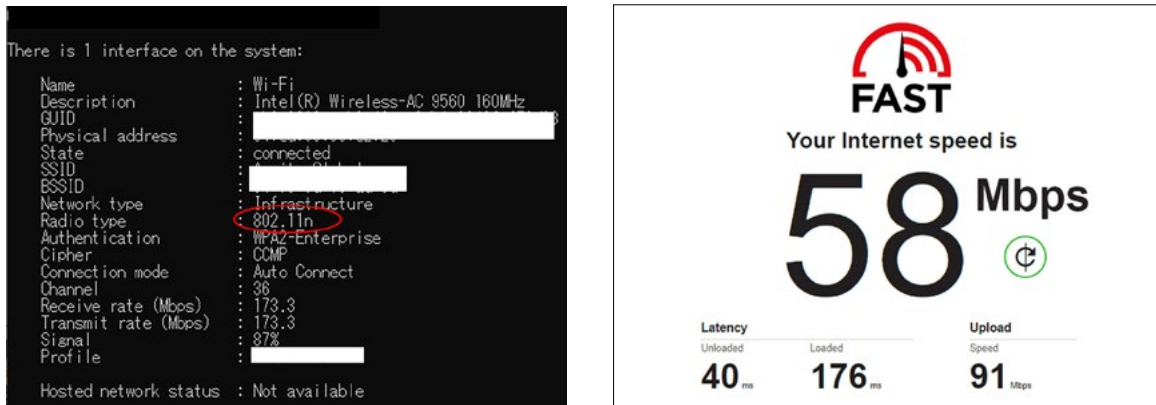 There is 1 interface on the system:
Name : Wi-Fi
Description : Intel(R) Wireless-AC 9560 160MHz
GUID :
Physical address :
State : connected
SSID :
BSSID :
Network type : Infrastructure
Radio type : 802.11n
Authentication : WPA2-Enterprise
Cipher : CCMP
Connection mode : Auto Connect
Channel : 36
Receive rate (Mbps) : 173.3
Transmit rate (Mbps) : 173.3
Signal : 87%
Profile :
Hosted network status : Not available
FAST
Your Internet speed is
58 Mbps
Latency Upload
Unloaded Loaded Speed
40 ms 176 ms 91 Mbps